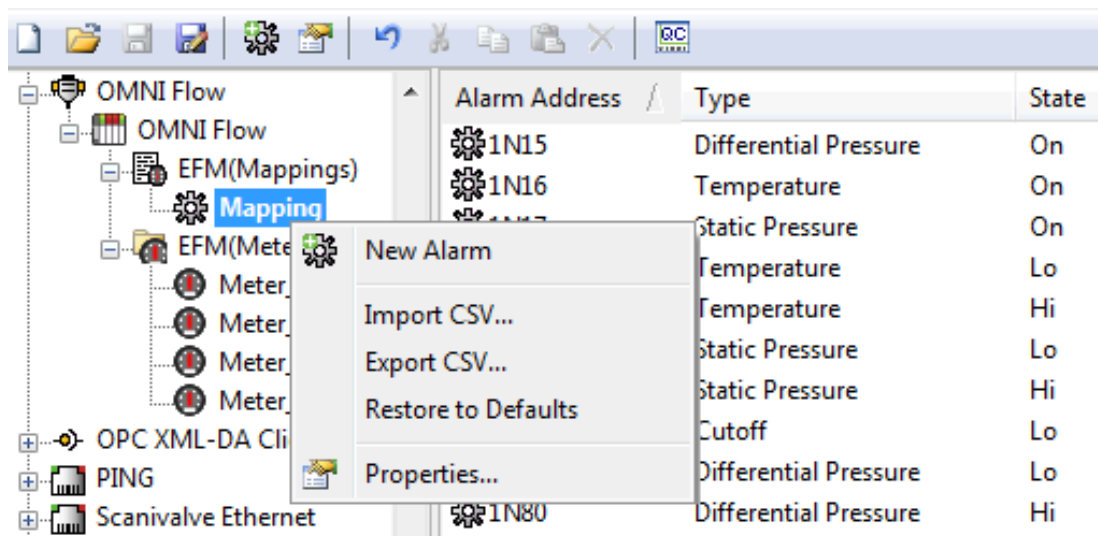 QC
OMNI Flow
OMNI Flow
EFM(Mappings)
Mapping
EFM(Mete
Meter_
Meter_
Meter_
Meter_
OPC XML-DA Cli
PING
Scanivalve Ethernet
New Alarm
Import CSV...
Export CSV...
Restore to Defaults
Properties...
Alarm Address Type State
1N15 Differential Pressure On
1N16 Temperature On
Static Pressure On
Temperature Lo
Temperature Hi
Static Pressure Lo
Static Pressure Hi
Cutoff Lo
Differential Pressure Lo
1N80 Differential Pressure Hi